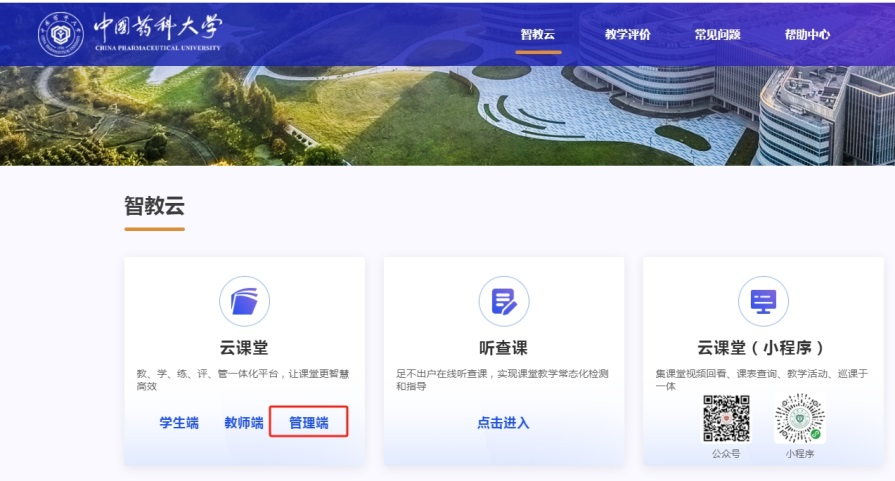 中国药科大学
CHINA PHARMACEUTICAL UNIVERSITY
智教云 教学评价 常见问题 帮助中心
智教云
云课堂
教、学、练、评、管一体化平台，让课堂更智慧
高效
学生端 教师端 管理端
听查课
足不出户在线听查课，实现课堂教学常态化检测
和指导
点击进入
云课堂（小程序）
集课堂视频回看、课表查询、教学活动、巡课于
一体
公众号 小程序